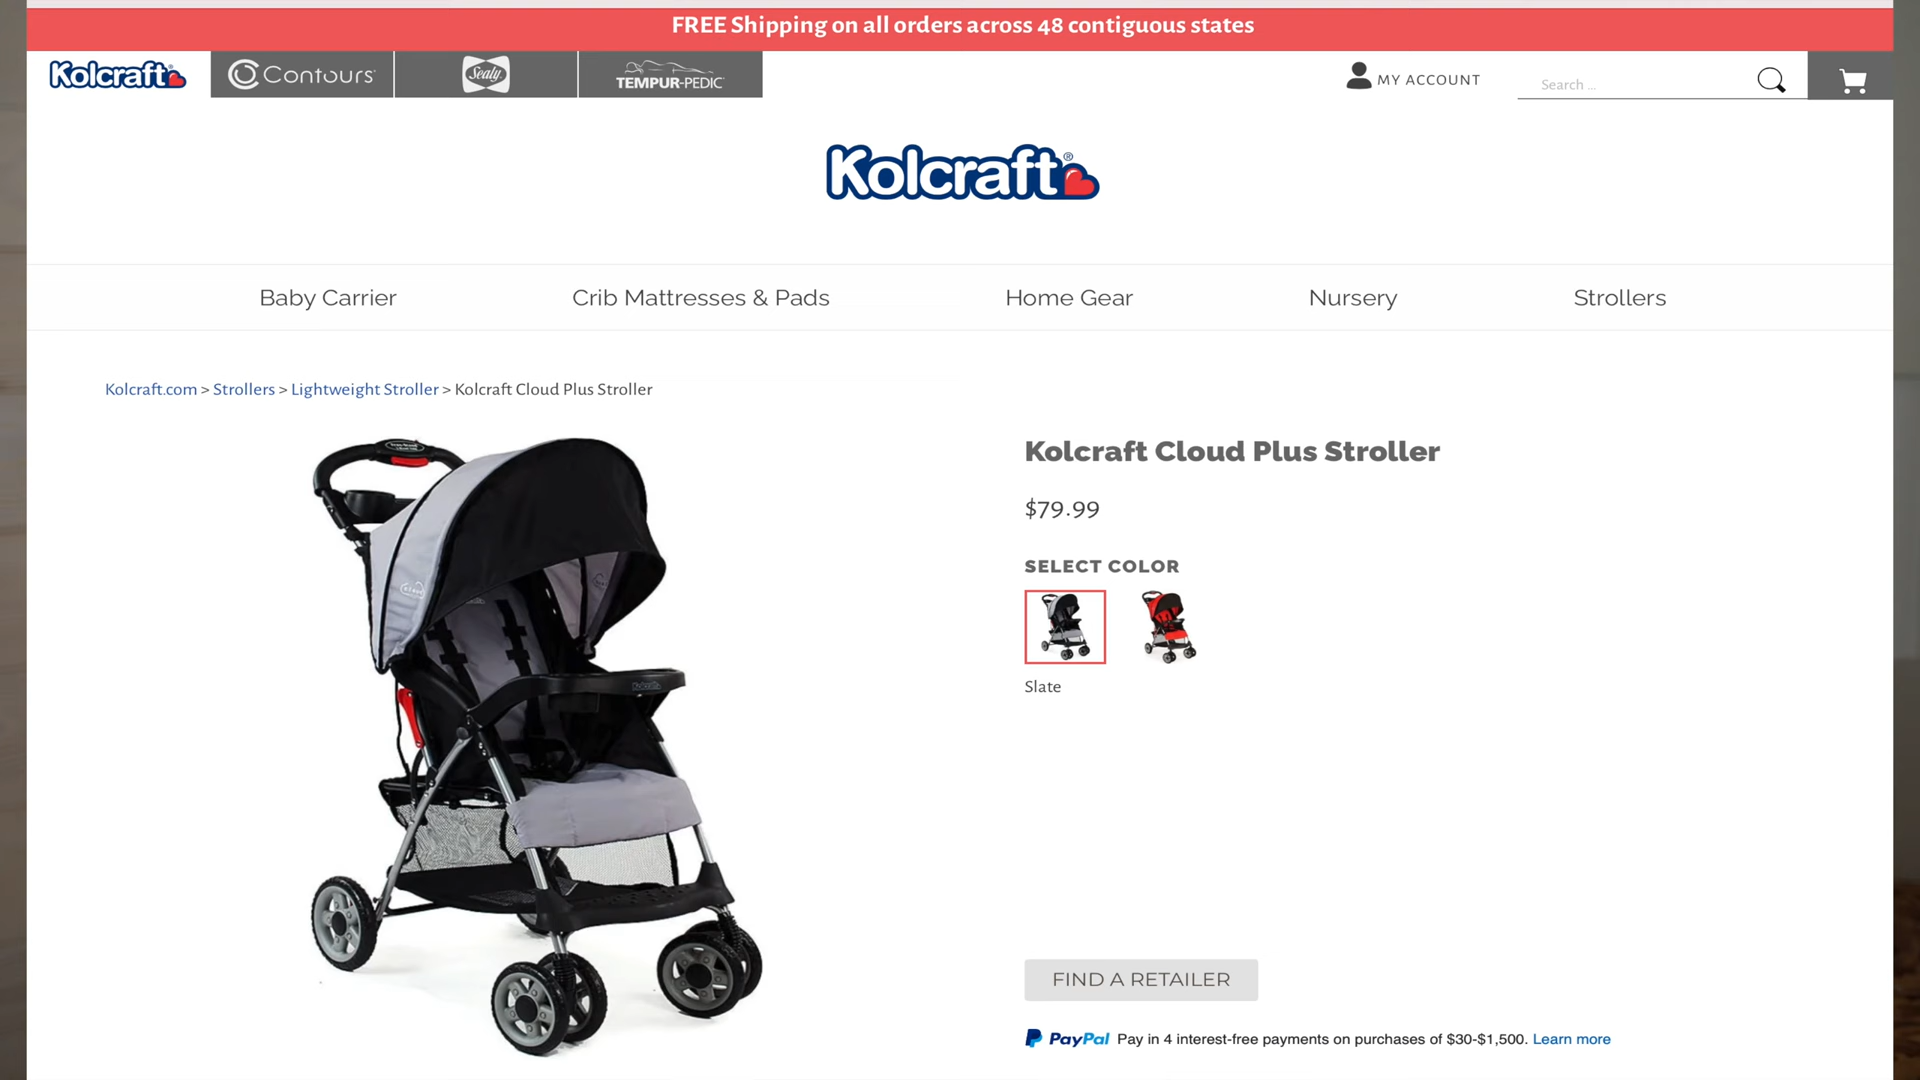 FREE Shipping on all orders across 48 contiguous states
Kolcraft Contours Sealy TEMPUR-PEDIC MY ACCOUNT Search ...
Kolcraft®
Baby Carrier Crib Mattresses & Pads Home Gear Nursery Strollers
Kolcraft.com > Strollers > Lightweight Stroller > Kolcraft Cloud Plus Stroller
Kolcraft Cloud Plus Stroller
$79.99
SELECT COLOR
Slate
Kolcraft
FIND A RETAILER
PayPal Pay in 4 interest-free payments on purchases of $30-$1,500. Learn more